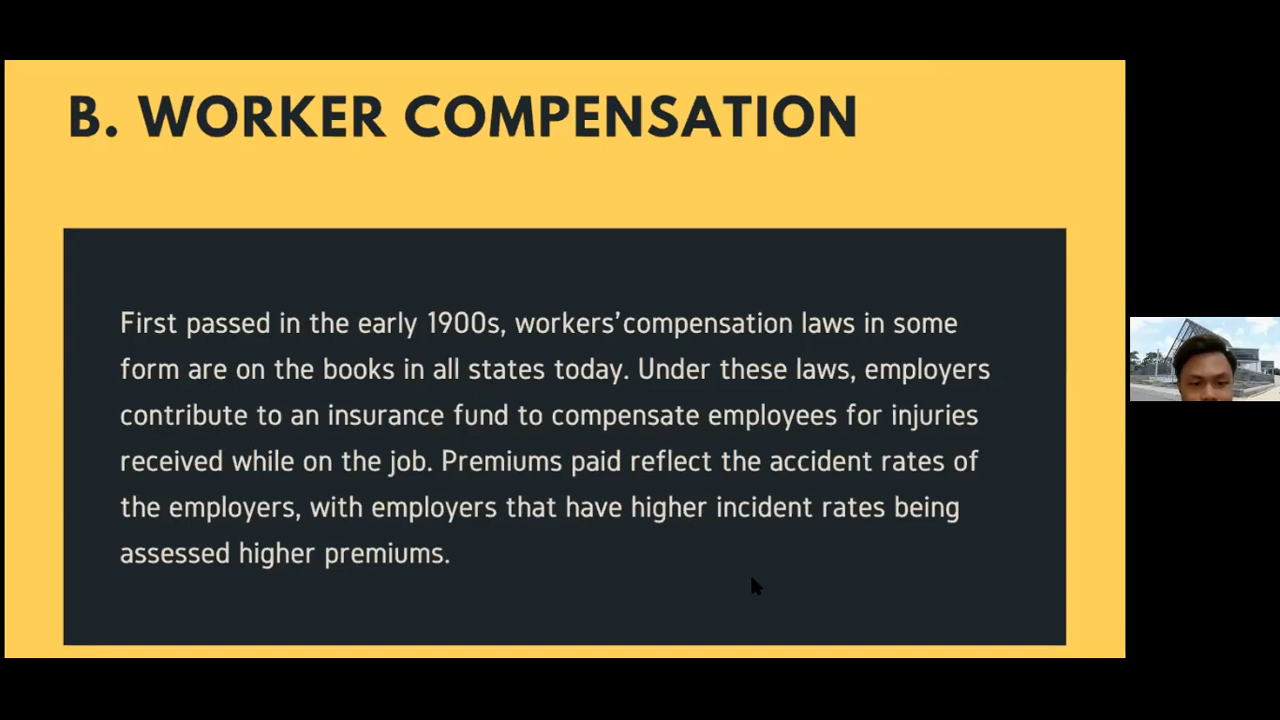 B. WORKER COMPENSATION
First passed in the early 1900s, workers'compensation laws in some
form are on the books in all states today. Under these laws, employers
contribute to an insurance fund to compensate employees for injuries
received while on the job. Premiums paid reflect the accident rates of
the employers, with employers that have higher incident rates being
assessed higher premiums.